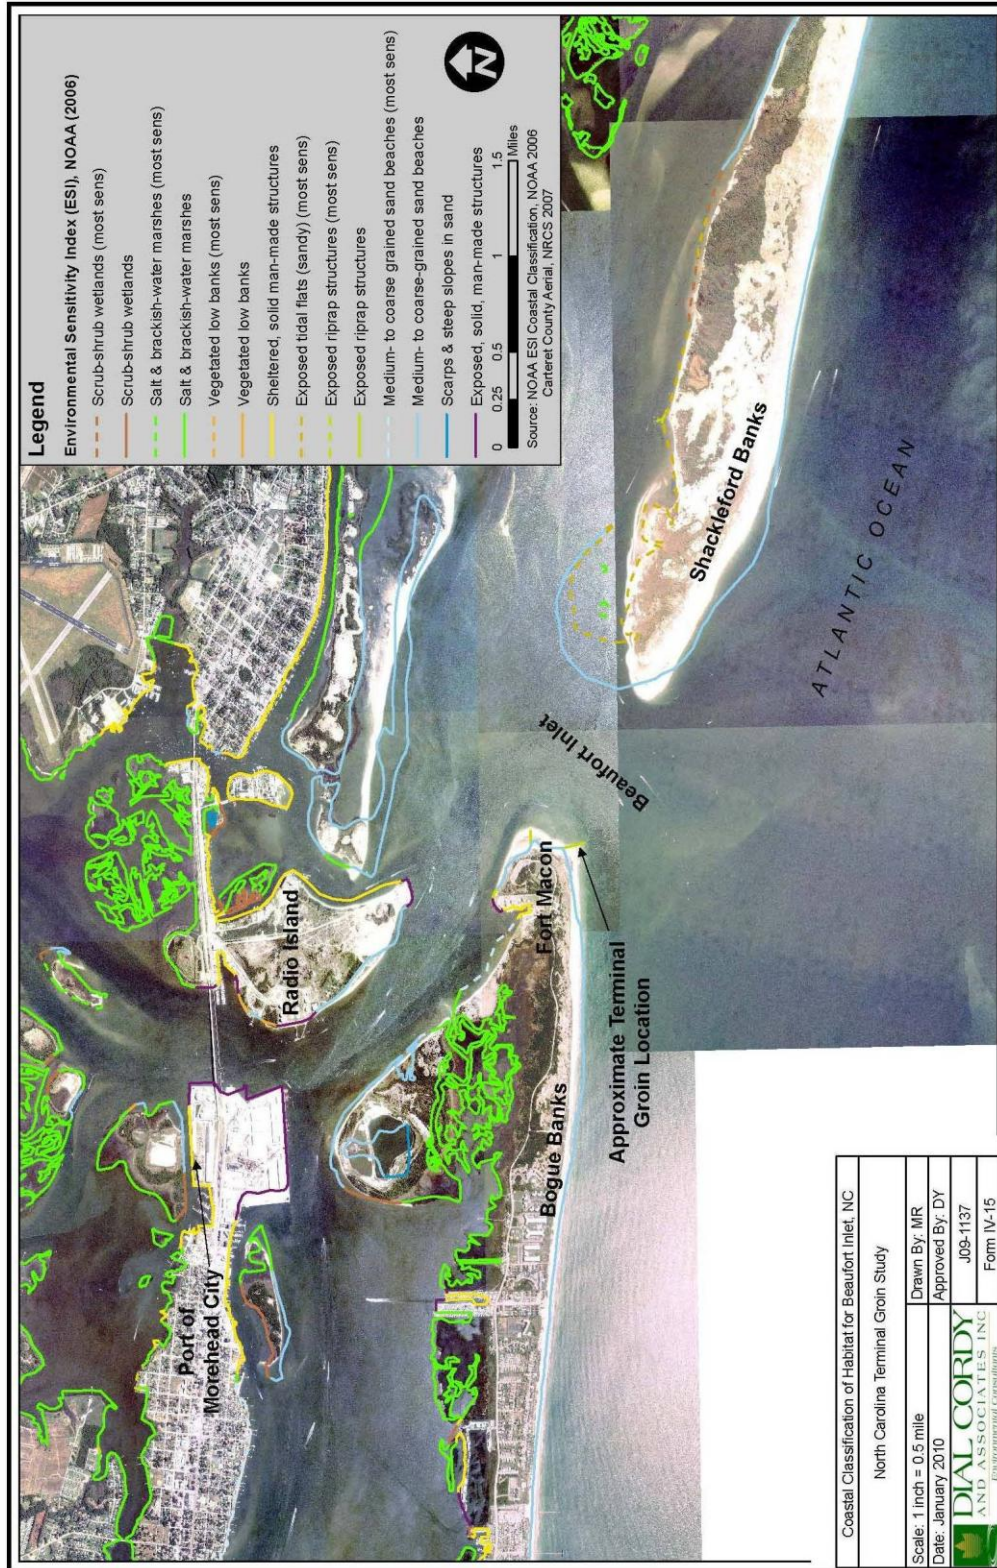 Legend
Environmental Sensitivity Index (ESI), NOAA (2006)
Scrub-shrub wetlands (most sens)
Scrub-shrub wetlands
Salt & brackish-water marshes (most sens)
Salt & brackish-water marshes
Vegetated low banks (most sens)
Vegetated low banks
Sheltered, solid man-made structures
Exposed tidal flats (sandy) (most sens)
Exposed riprap structures (most sens)
Exposed riprap structures
Medium- to coarse grained sand beaches (most sens)
Medium- to coarse-grained sand beaches
Scarps & steep slopes in sand
Exposed, solid, man-made structures
N
0 0.25 0.5 1 1.5
Miles
Source: NOAA ESI Coastal Classification, NOAA 2006
Carteret County Aerial, NRCS 2007
Port of
Morehead City
Radio Island
Beaufort Inlet
Fort Macon
Bogue Banks
Approximate Terminal
Groin Location
Shackleford Banks
ATLANTIC OCEAN
Coastal Classification of Habitat for Beaufort Inlet, NC
North Carolina Terminal Groin Study
Scale: 1 inch = 0.5 mile
Drawn By: MR
Date: January 2010
Approved By: DY
DIAL CORDY
AND ASSOCIATES INC
Environmental Consultants
J09-1137
Form IV-15